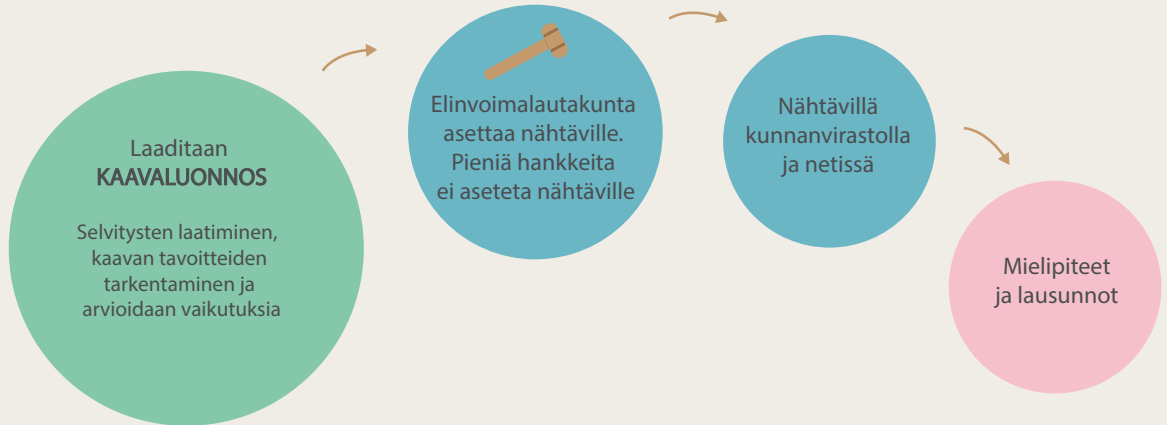 Laaditaan
KAAVALUONNOS
Selvitysten laatiminen,
kaavan tavoitteiden
tarkentaminen ja
arvioidaan vaikutuksia
Elinvoimalautakunta
asettaa nähtäville.
Pieniä hankkeita
ei aseteta nähtäville
Nähtävillä
kunnanvirastolla
ja netissä
Mielipiteet
ja lausunnot